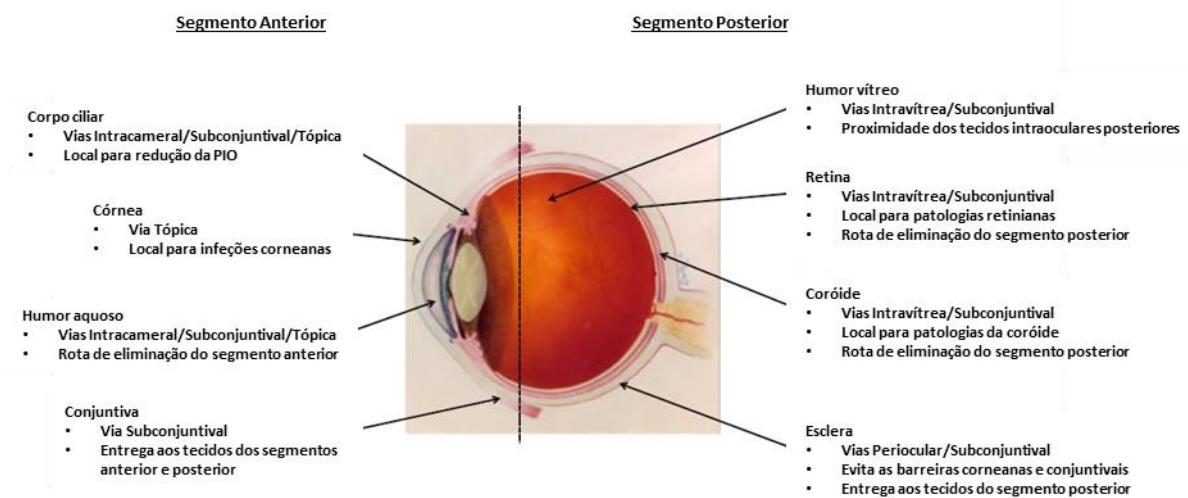 Segmento Anterior
Corpo ciliar
• Vias Intracameral/Subconjuntival/Tópica
• Local para redução da PIO
Córnea
• Via Tópica
• Local para infeções corneanas
Humor aquoso
• Vias Intracameral/Subconjuntival/Tópica
• Rota de eliminação do segmento anterior
Conjuntiva
• Via Subconjuntival
• Entrega aos tecidos dos segmentos
anterior e posterior
Segmento Posterior
Humor vítreo
• Vias Intravítrea/Subconjuntival
• Proximidade dos tecidos intraoculares posteriores
Retina
• Vias Intravítrea/Subconjuntival
• Local para patologias retinianas
• Rota de eliminação do segmento posterior
Coróide
• Vias Intravítrea/Subconjuntival
• Local para patologias da coróide
• Rota de eliminação do segmento posterior
Esclera
• Vias Periocular/Subconjuntival
• Evita as barreiras corneanas e conjuntivais
• Entrega aos tecidos do segmento posterior